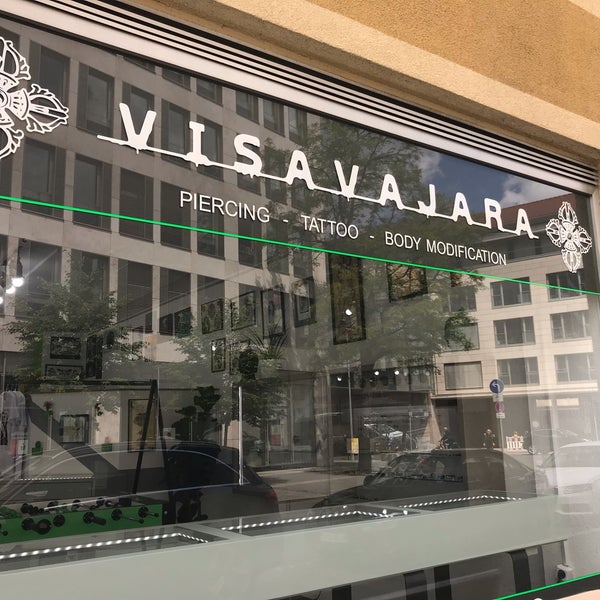 VISAVAJARA
PIERCING - TATTOO - BODY MODIFICATION